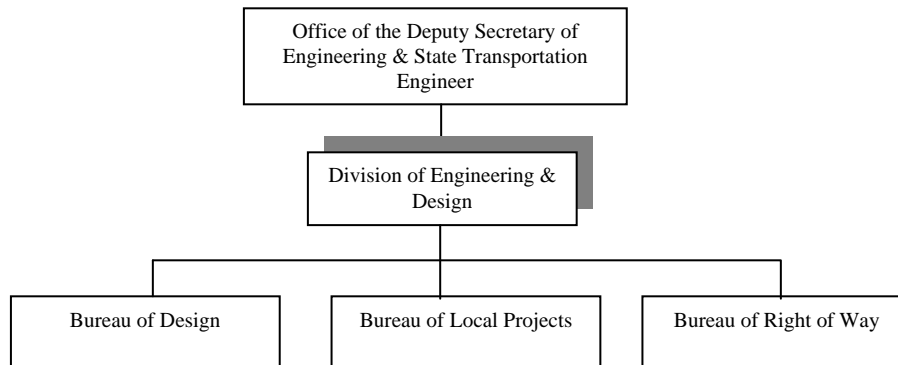 Office of the Deputy Secretary of
Engineering & State Transportation
Engineer
Division of Engineering &
Design
Bureau of Design
Bureau of Local Projects
Bureau of Right of Way